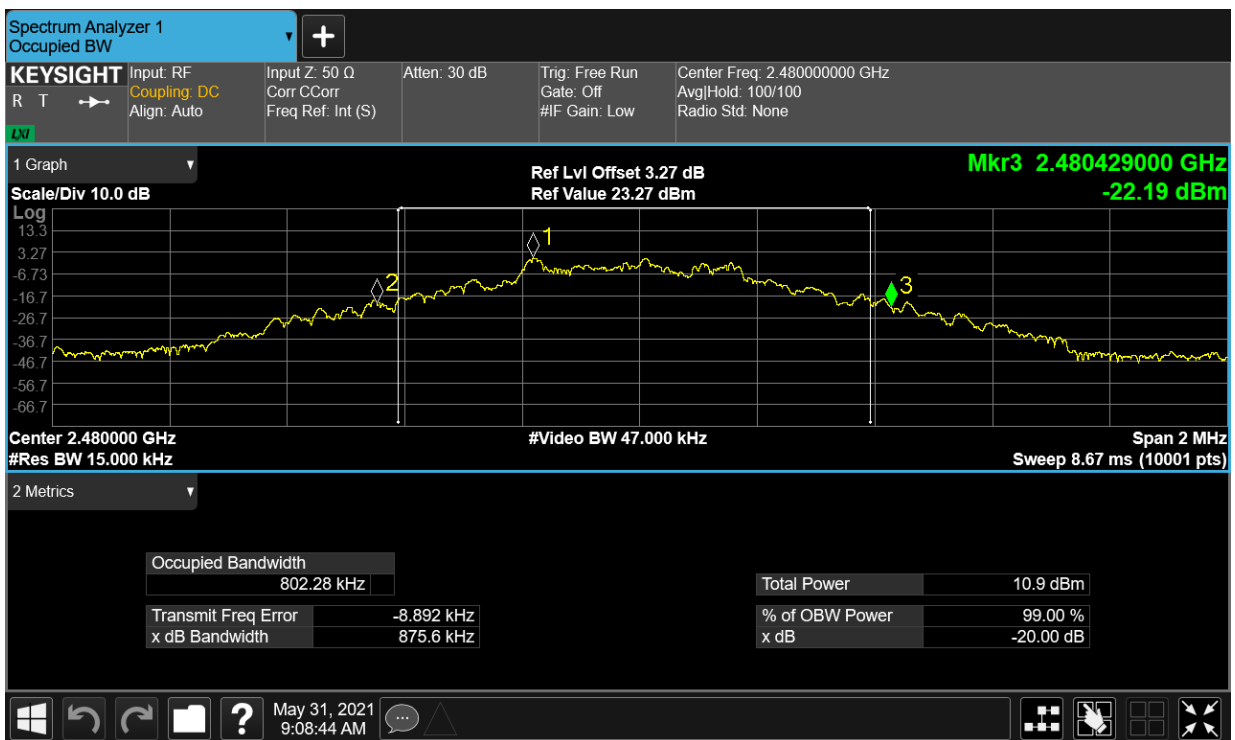 Spectrum Analyzer 1
Occupied BW
▼
+
KEYSIGHT
R T
LXI
Input: RF
Coupling: DC
Align: Auto
Input Z: 50 Ω
Corr CCorr
Freq Ref: Int (S)
Atten: 30 dB
Trig: Free Run
Gate: Off
#IF Gain: Low
Center Freq: 2.480000000 GHz
Avg|Hold: 100/100
Radio Std: None
1 Graph ▼
Scale/Div 10.0 dB
Ref Lvl Offset 3.27 dB
Ref Value 23.27 dBm
Mkr3 2.480429000 GHz
-22.19 dBm
Log
13.3
3.27
-6.73
-16.7
-26.7
-36.7
-46.7
-56.7
-66.7
1
2
3
Center 2.480000 GHz
#Res BW 15.000 kHz
#Video BW 47.000 kHz
Span 2 MHz
Sweep 8.67 ms (10001 pts)
2 Metrics ▼
Occupied Bandwidth
802.28 kHz
Transmit Freq Error -8.892 kHz
x dB Bandwidth 875.6 kHz
Total Power 10.9 dBm
% of OBW Power 99.00 %
x dB -20.00 dB
?
May 31, 2021
9:08:44 AM